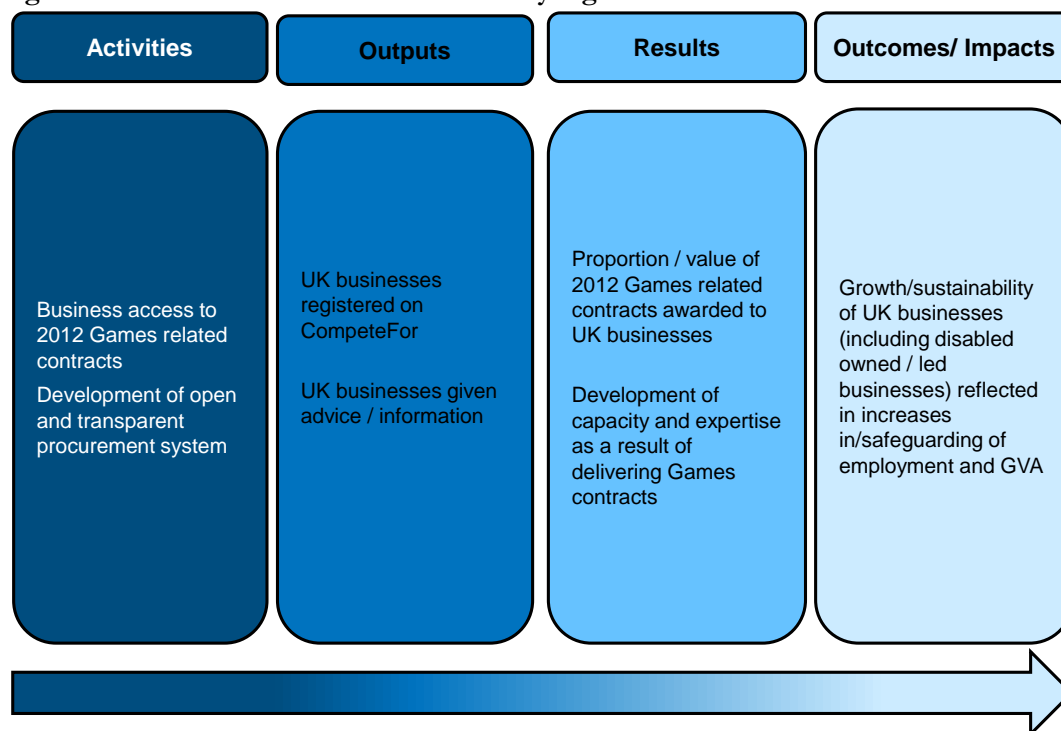 Activities
Outputs
Results
Outcomes/ Impacts
Business access to
2012 Games related
contracts
Development of open
and transparent
procurement system
UK businesses
registered on
CompeteFor
UK businesses given
advice / information
Proportion / value of
2012 Games related
contracts awarded to
UK businesses
Development of
capacity and expertise
as a result of
delivering Games
contracts
Growth/sustainability
of UK businesses
(including disabled
owned / led
businesses) reflected
in increases
in/safeguarding of
employment and GVA